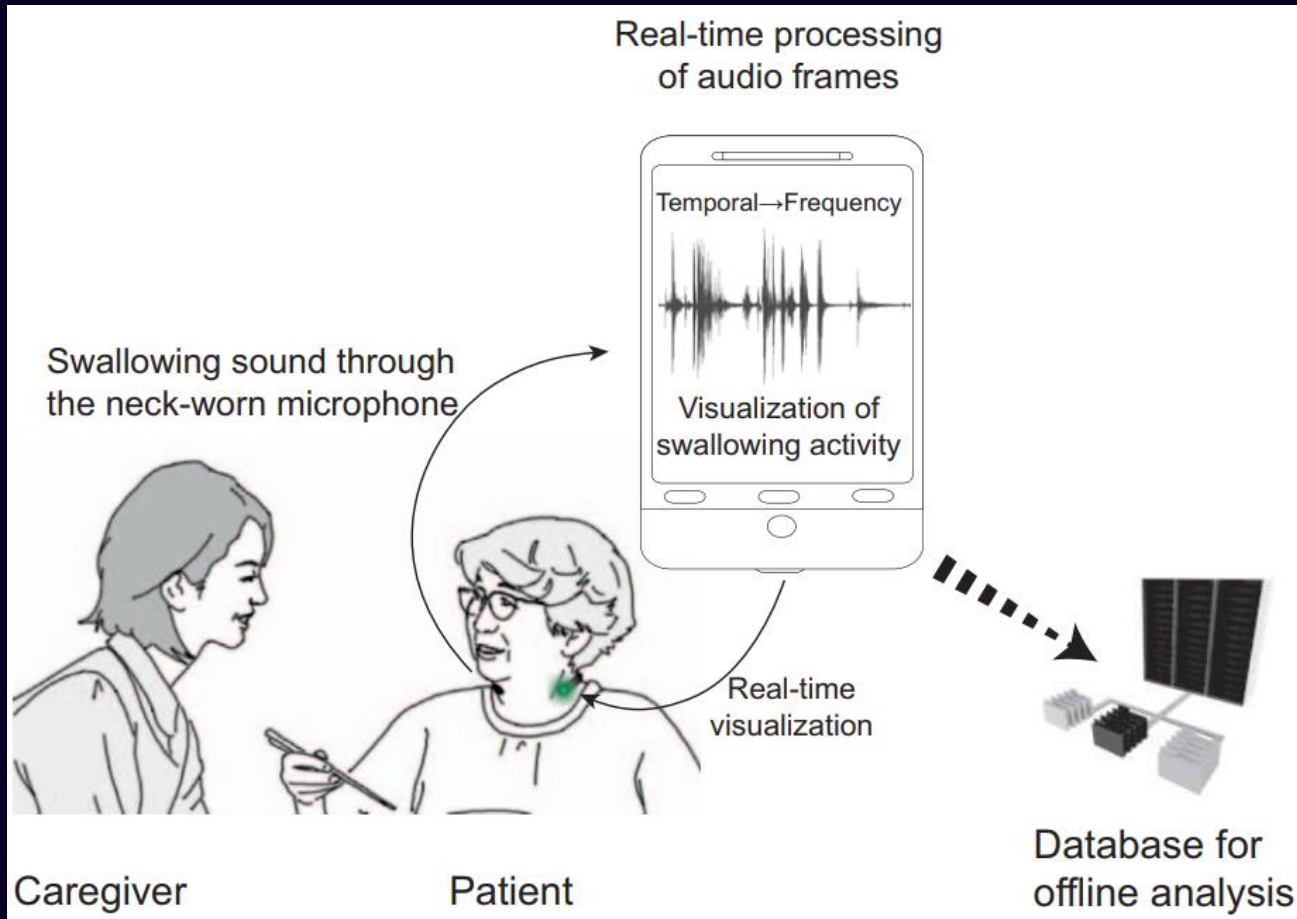 Real-time processing
of audio frames
Temporal→Frequency
Swallowing sound through
the neck-worn microphone
Visualization of
swallowing activity
Real-time
visualization
Caregiver
Patient
Database for
offline analysis